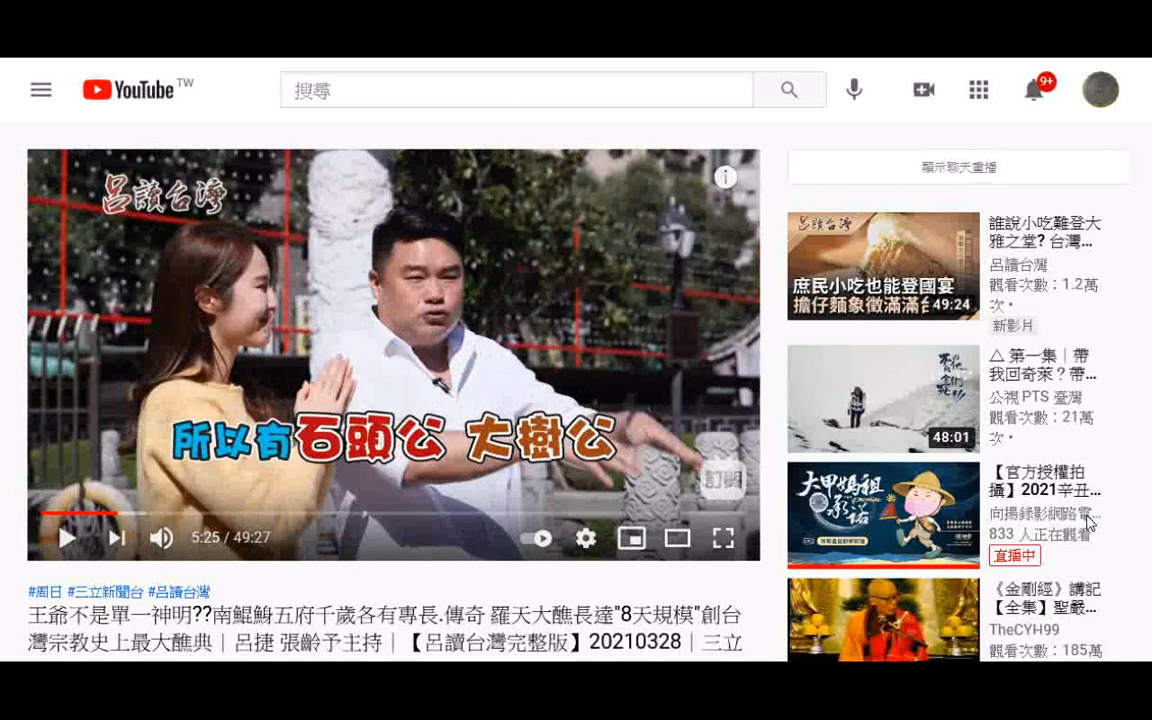 YouTube TW
搜尋
9+
呂讀台灣
所以有石頭公 大樹公
訂閱
5:25 / 49:27
#周日 #三立新聞台 #呂讀台灣
王爺不是單一神明??南鯤鯓五府千歲各有專長.傳奇 羅天大醮長達"8天規模"創台
灣宗教史上最大醮典｜呂捷 張齡予主持｜【呂讀台灣完整版】20210328｜三立
顯示聊天重播
呂讀台灣
庶民小吃也能登國宴
擔仔麵象徵滿滿台
49:24
誰說小吃難登大
雅之堂? 台灣...
呂讀台灣
觀看次數：1.2萬
次 •
新影片
48:01
△ 第一集｜帶
我回奇萊？帶...
公視 PTS 臺灣
觀看次數：21萬
次 •
大甲媽祖
承諾
【官方授權拍
攝】2021辛丑...
向揚錄影網路電...
833 人正在觀看
直播中
《金剛經》講記
【全集】聖嚴...
TheCYH99
觀看次數：185萬